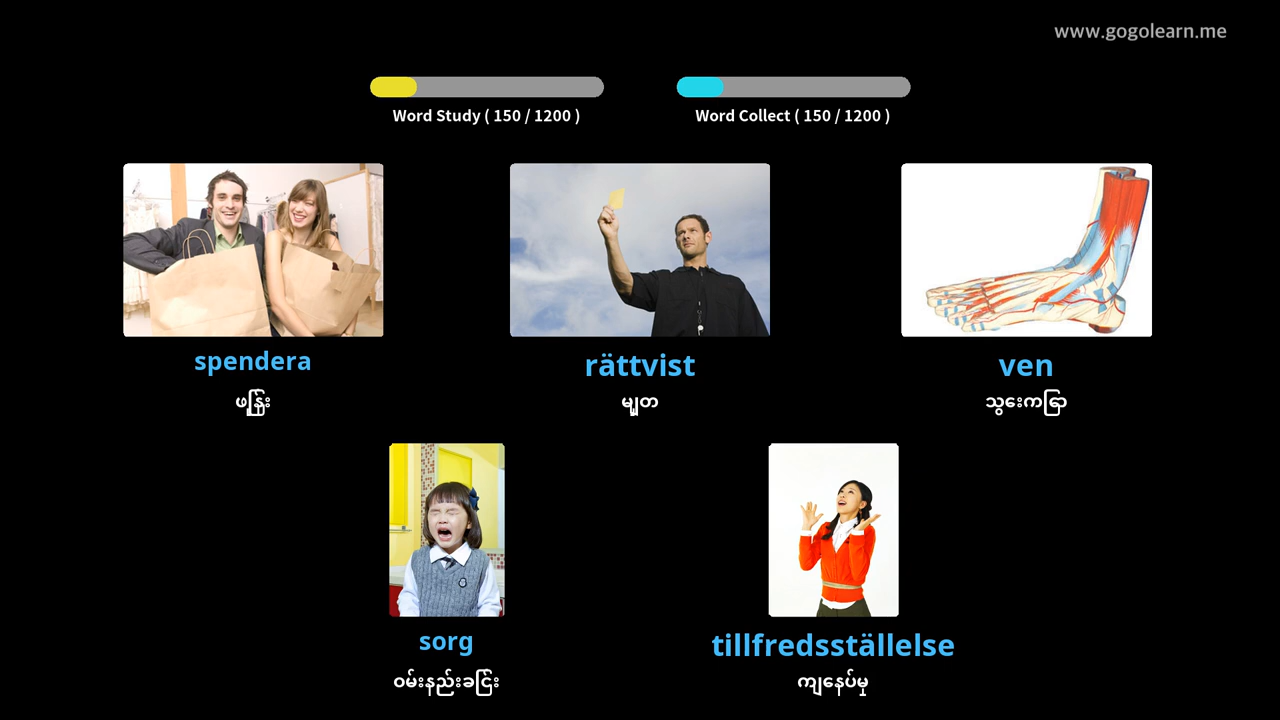 www.gogolearn.me
Word Study ( 150 / 1200 )
Word Collect ( 150 / 1200 )
spendera
ဖြုန်း
rättvist
မျှတ
ven
သွေးကြော
sorg
ဝမ်းနည်းခြင်း
tillfredsställelse
ကျေနပ်မှု